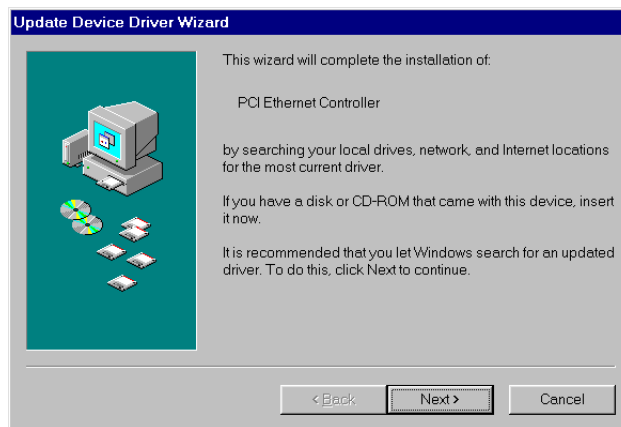 Update Device Driver Wizard
This wizard will complete the installation of:
PCI Ethernet Controller
by searching your local drives, network, and Internet locations
for the most current driver.
If you have a disk or CD-ROM that came with this device, insert
it now.
It is recommended that you let Windows search for an updated
driver. To do this, click Next to continue.
< Back
Next >
Cancel